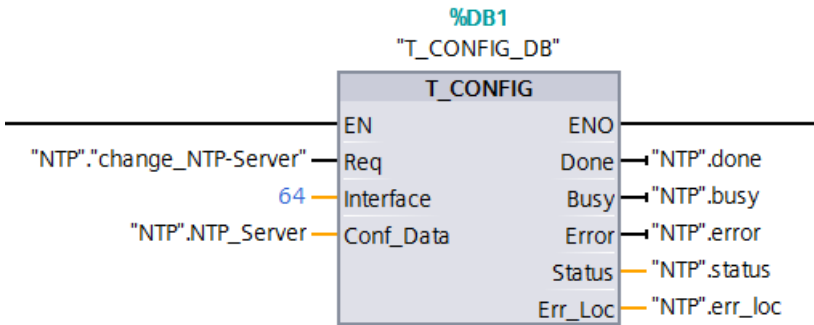 %DB1
"T_CONFIG_DB"
T_CONFIG
EN ENO
"NTP"."change_NTP-Server" Req Done "NTP".done
64 Interface Busy "NTP".busy
"NTP".NTP_Server Conf_Data Error "NTP".error
Status "NTP".status
Err_Loc "NTP".err_loc